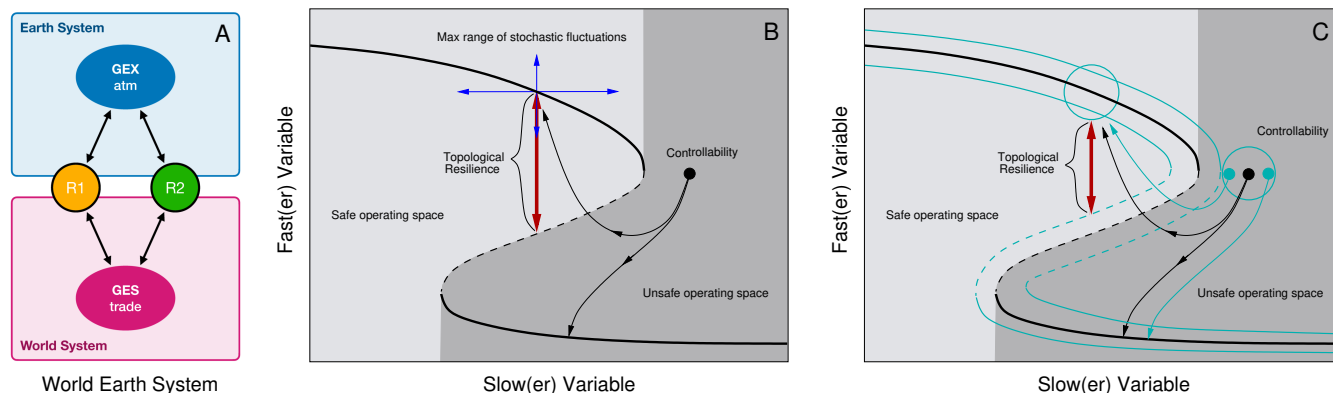 Earth System
A
GEX
atm
R1
R2
GES
trade
World System
World Earth System
B
Max range of stochastic fluctuations
Topological
Resilience
Controllability
Safe operating space
Unsafe operating space
Fast(er) Variable
Slow(er) Variable
C
Controllability
Topological
Resilience
Safe operating space
Unsafe operating space
Fast(er) Variable
Slow(er) Variable